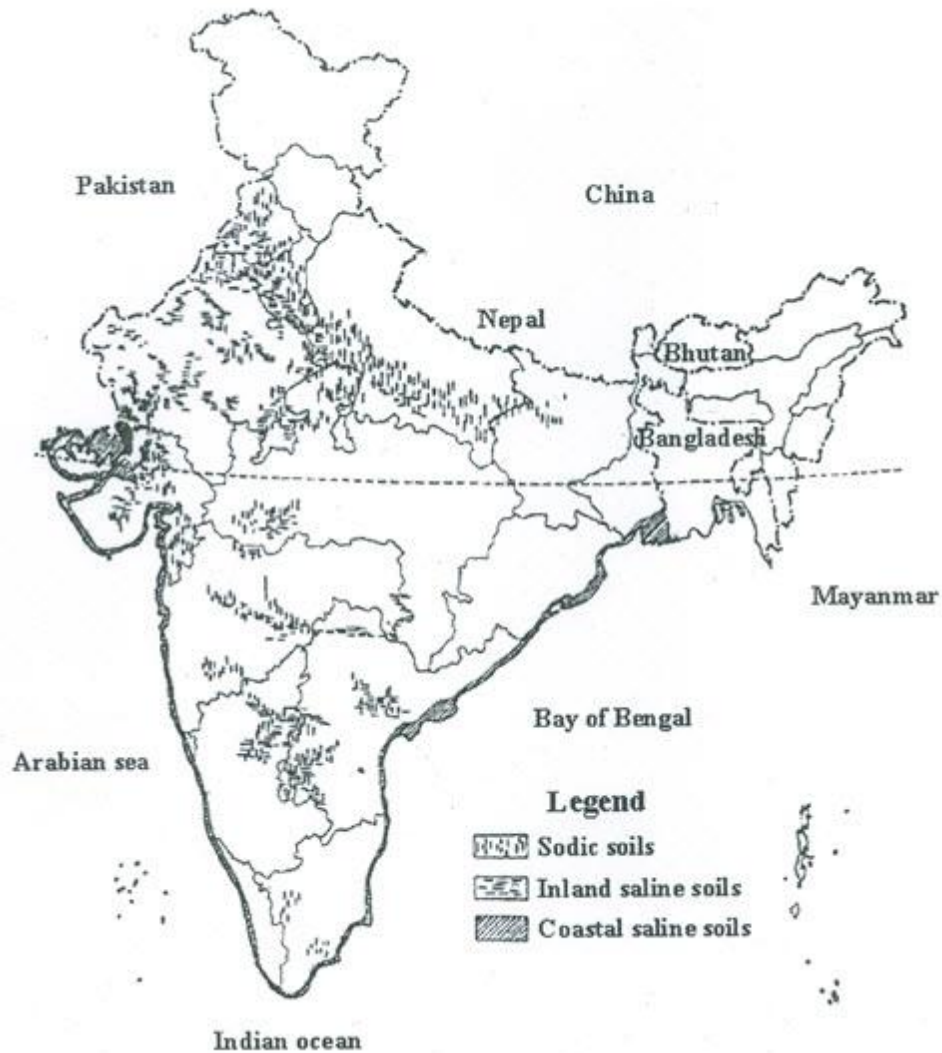 Pakistan
China
Nepal
Bhutan
Bangladesh
Mayanmar
Bay of Bengal
Arabian sea
Legend
Sodic soils
Inland saline soils
Coastal saline soils
Indian ocean